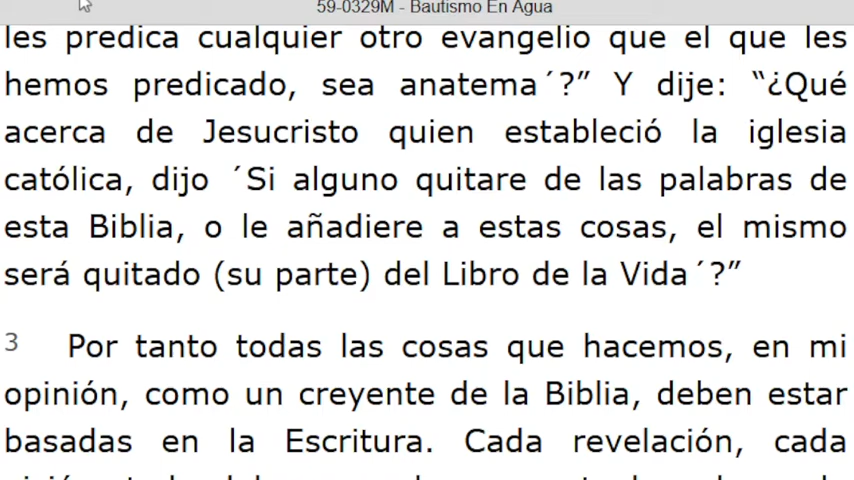 59-0329M - Bautismo En Agua
les predica cualquier otro evangelio que el que les
hemos predicado, sea anatema´?” Y dije: “¿Qué
acerca de Jesucristo quien estableció la iglesia
católica, dijo ´Si alguno quitare de las palabras de
esta Biblia, o le añadiere a estas cosas, el mismo
será quitado (su parte) del Libro de la Vida´?”
3 Por tanto todas las cosas que hacemos, en mi
opinión, como un creyente de la Biblia, deben estar
basadas en la Escritura. Cada revelación, cada